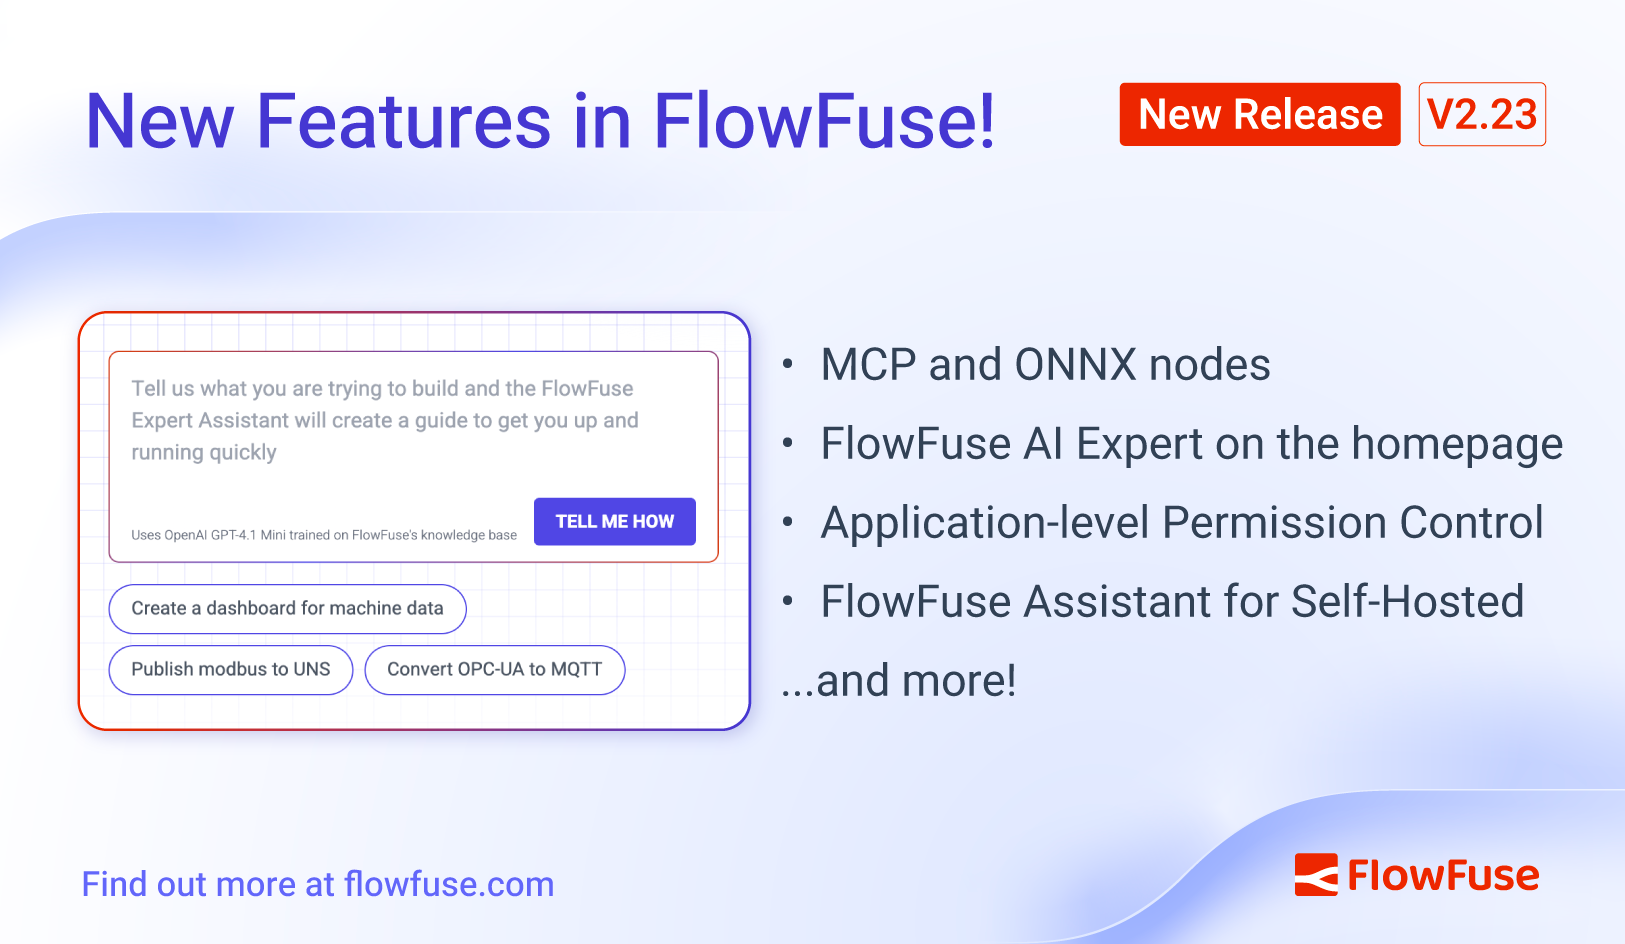 New Features in FlowFuse!
New Release
V2.23
Tell us what you are trying to build and the FlowFuse
Expert Assistant will create a guide to get you up and
running quickly
Uses OpenAI GPT-4.1 Mini trained on FlowFuse's knowledge base
TELL ME HOW
Create a dashboard for machine data
Publish modbus to UNS
Convert OPC-UA to MQTT
• MCP and ONNX nodes
• FlowFuse AI Expert on the homepage
• Application-level Permission Control
• FlowFuse Assistant for Self-Hosted
...and more!
Find out more at flowfuse.com
FlowFuse